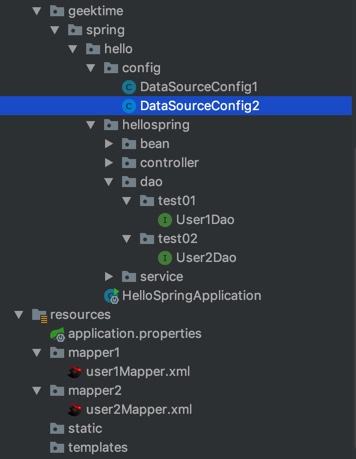 geektime
spring
hello
config
DataSourceConfig1
DataSourceConfig2
hellospring
bean
controller
dao
test01
User1Dao
test02
User2Dao
service
HelloSpringApplication
resources
application.properties
mapper1
user1Mapper.xml
mapper2
user2Mapper.xml
static
templates